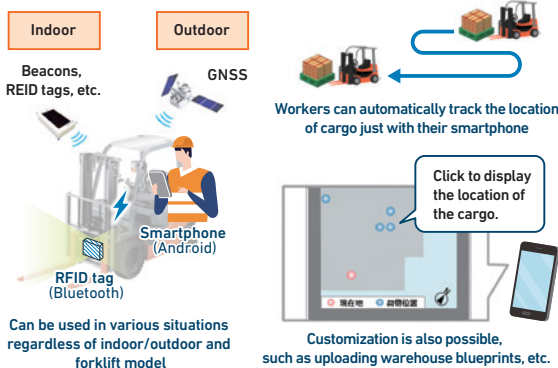 Indoor
Outdoor
Beacons,
REID tags, etc.
GNSS
Smartphone
(Android)
RFID tag
(Bluetooth)
Can be used in various situations
regardless of indoor/outdoor and
forklift model
Workers can automatically track the location
of cargo just with their smartphone
Click to display
the location of
the cargo.
現在地
荷物位置
Customization is also possible,
such as uploading warehouse blueprints, etc.